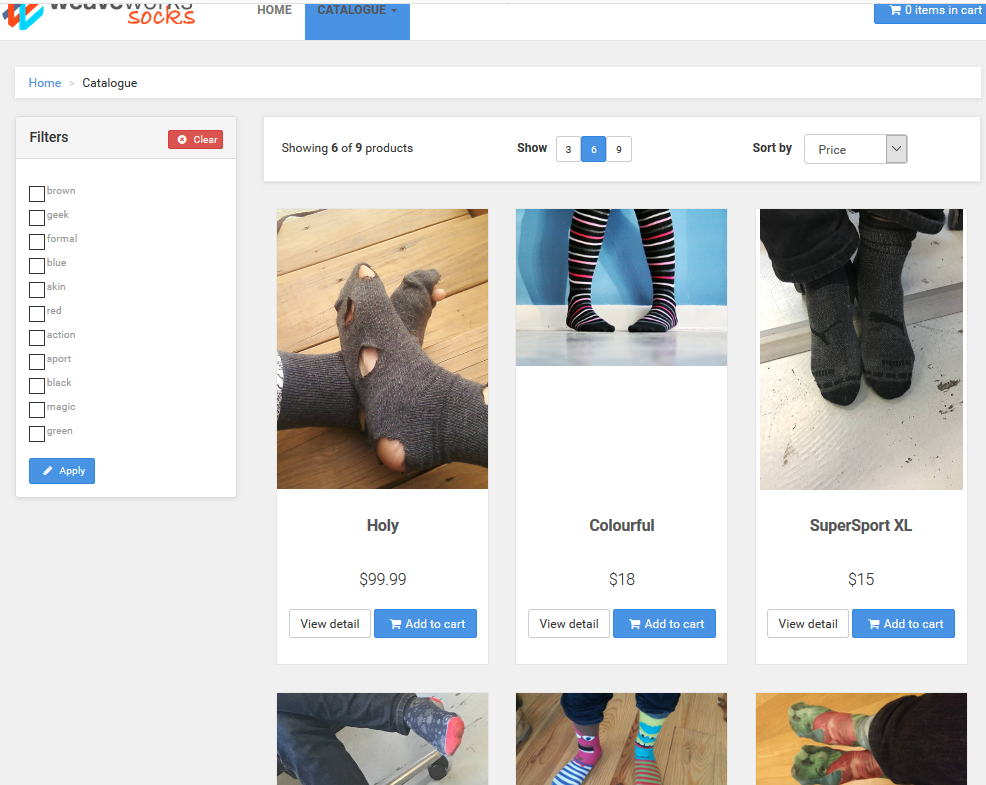 weaveworks
socks
HOME
CATALOGUE
0 items in cart
Home > Catalogue
Filters
Clear
brown
geek
formal
blue
skin
red
action
sport
black
magic
green
Apply
Showing 6 of 9 products
Show 3 6 9
Sort by Price
Holy
$99.99
View detail Add to cart
Colourful
$18
View detail Add to cart
SuperSport XL
$15
View detail Add to cart